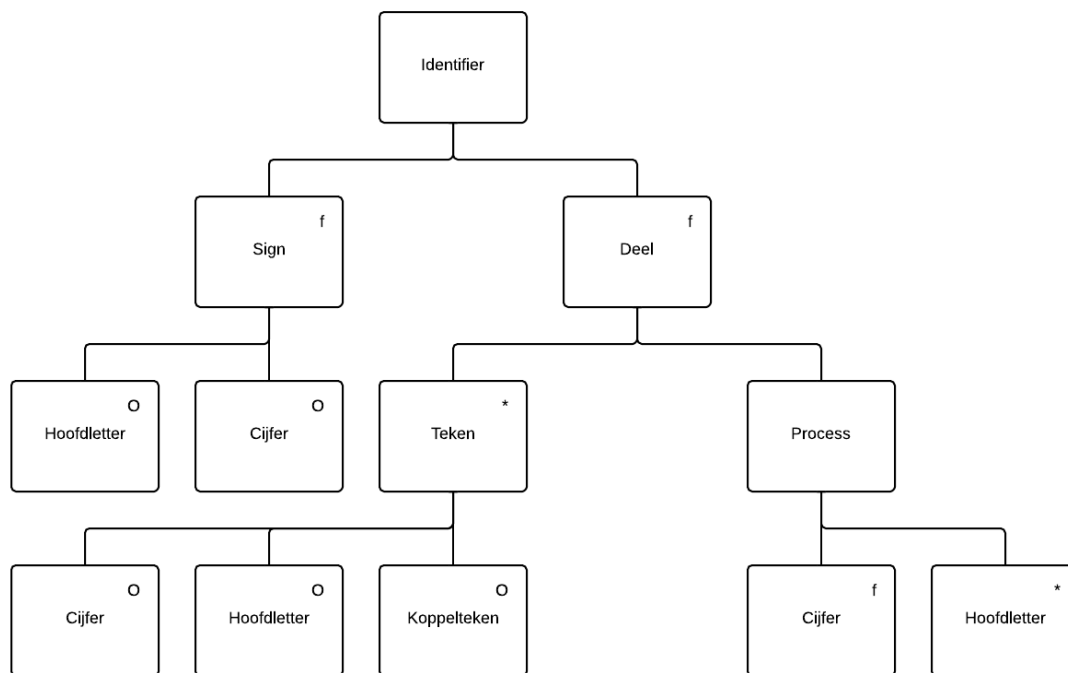 Identifier
f
Sign
f
Deel
O
Hoofdletter
O
Cijfer
*
Teken
Process
O
Cijfer
O
Hoofdletter
O
Koppelteken
f
Cijfer
*
Hoofdletter